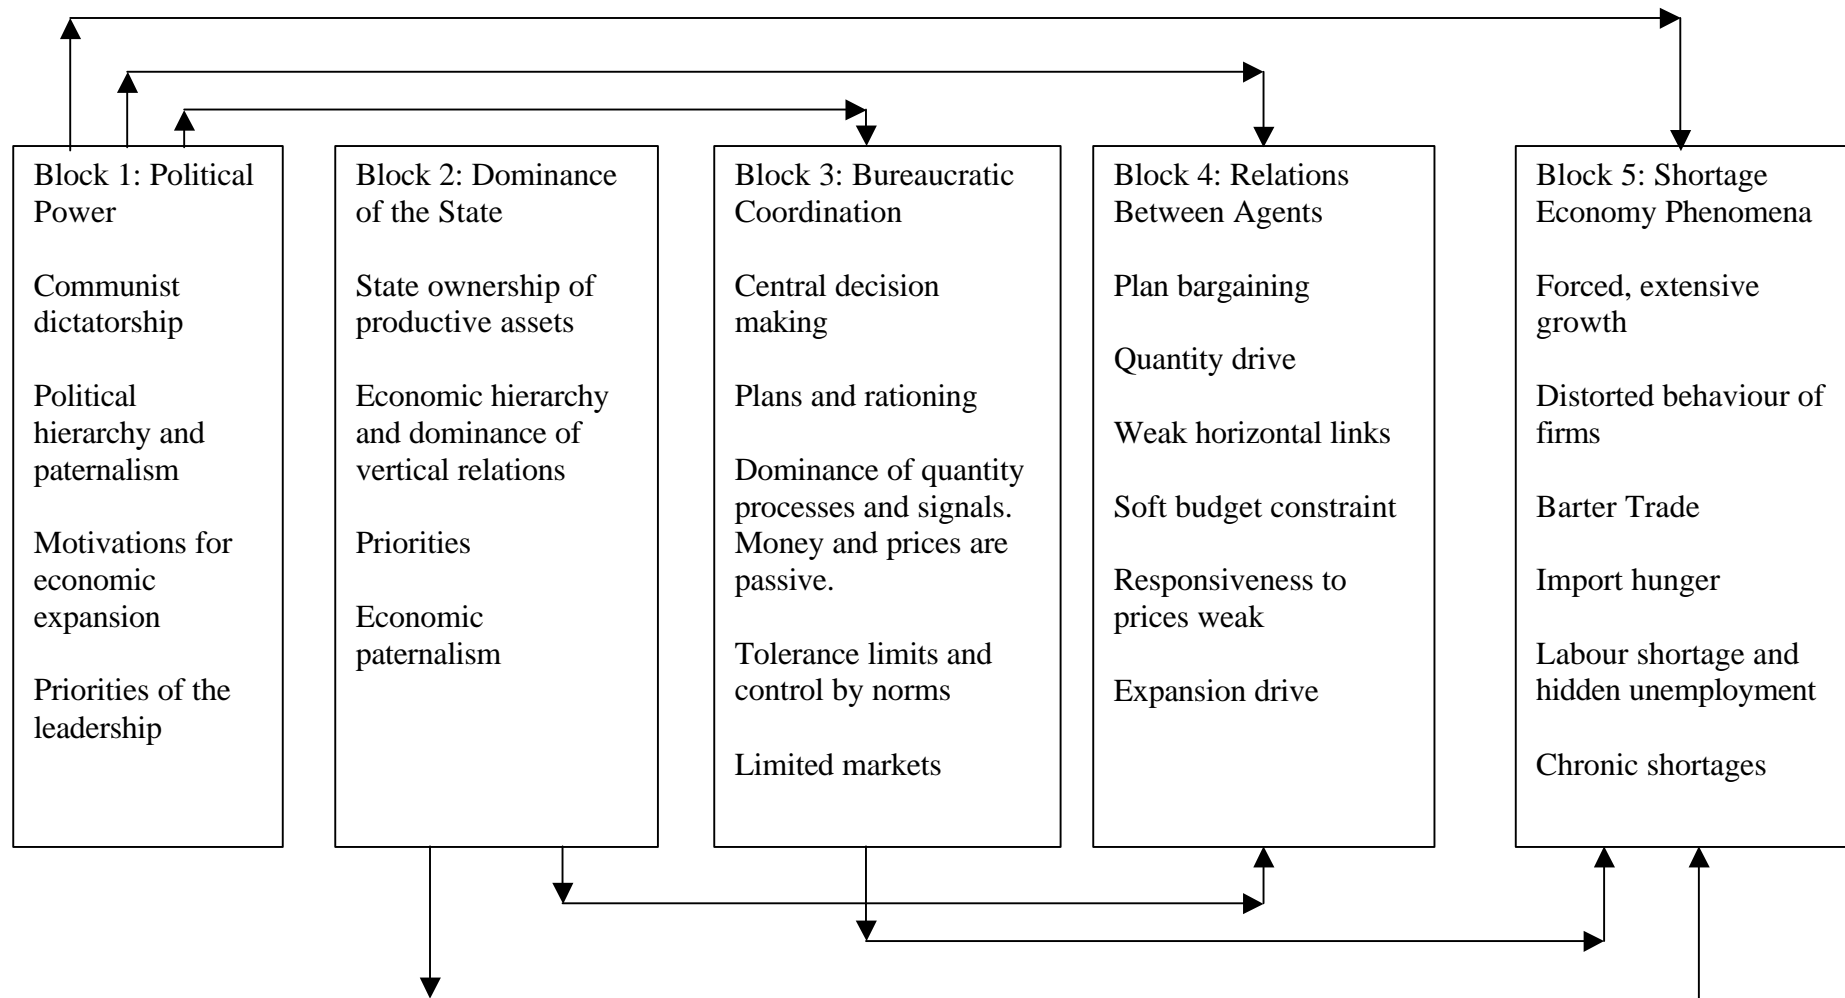 Block 1: Political
Power
Communist
dictatorship
Political
hierarchy and
paternalism
Motivations for
economic
expansion
Priorities of the
leadership
Block 2: Dominance
of the State
State ownership of
productive assets
Economic hierarchy
and dominance of
vertical relations
Priorities
Economic
paternalism
Block 3: Bureaucratic
Coordination
Central decision
making
Plans and rationing
Dominance of quantity
processes and signals.
Money and prices are
passive.
Tolerance limits and
control by norms
Limited markets
Block 4: Relations
Between Agents
Plan bargaining
Quantity drive
Weak horizontal links
Soft budget constraint
Responsiveness to
prices weak
Expansion drive
Block 5: Shortage
Economy Phenomena
Forced, extensive
growth
Distorted behaviour of
firms
Barter Trade
Import hunger
Labour shortage and
hidden unemployment
Chronic shortages